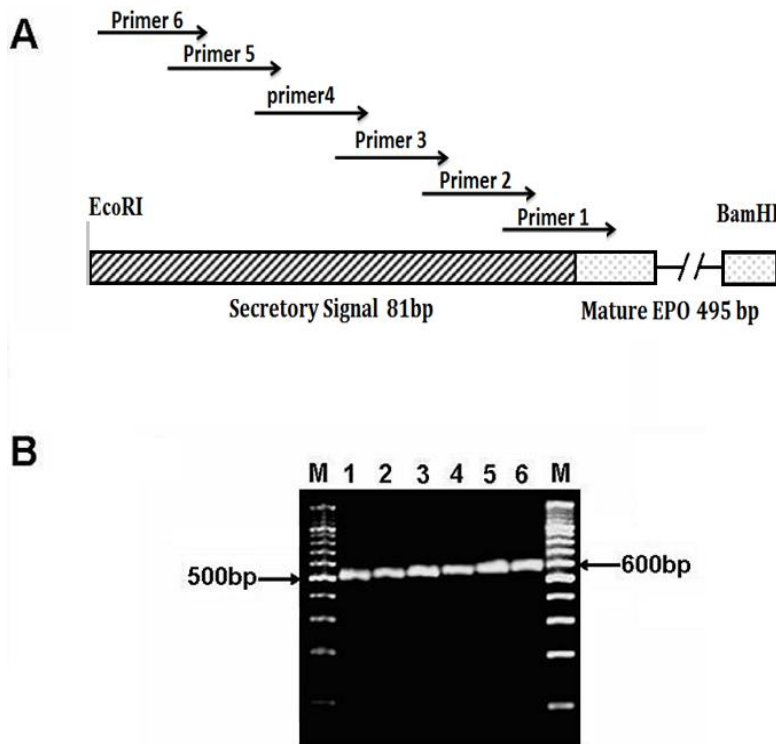 A
Primer 6
Primer 5
primer4
Primer 3
Primer 2
Primer 1
EcoRI
BamHI
Secretory Signal 81bp
Mature EPO 495 bp
B
M 1 2 3 4 5 6 M
500bp
600bp